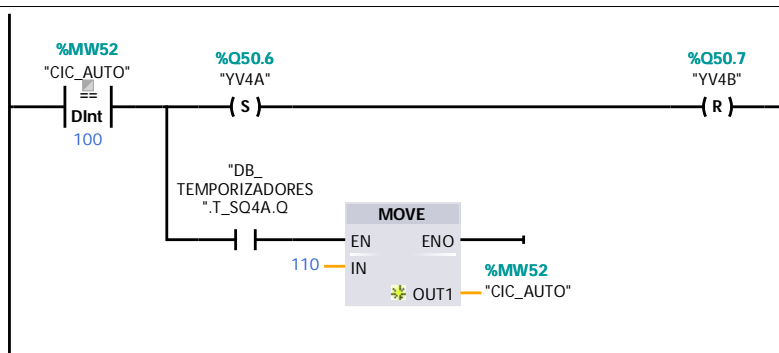 %MW52
"CIC_AUTO"
==
DInt
100
%Q50.6
"YV4A"
S
%Q50.7
"YV4B"
R
"DB_
TEMPORIZADORES
".T_SQ4A.Q
MOVE
EN ENO
110 IN
%MW52
OUT1 "CIC_AUTO"